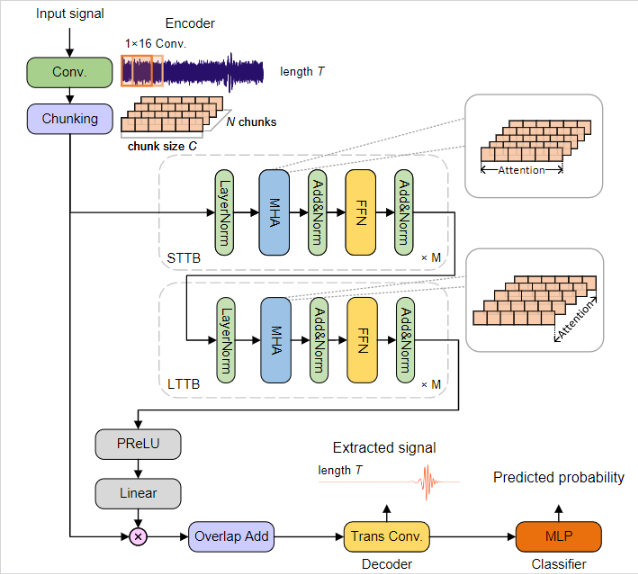 Input signal
Encoder
1×16 Conv.
Conv.
length T
Chunking
N chunks
chunk size C
Attention
LayerNorm
MHA
Add&Norm
FFN
Add&Norm
STTB
× M
Attention
LayerNorm
MHA
Add&Norm
FFN
Add&Norm
LTTB
× M
PReLU
Extracted signal
length T
Predicted probability
Linear
×
Overlap Add
Trans Conv.
MLP
Decoder
Classifier